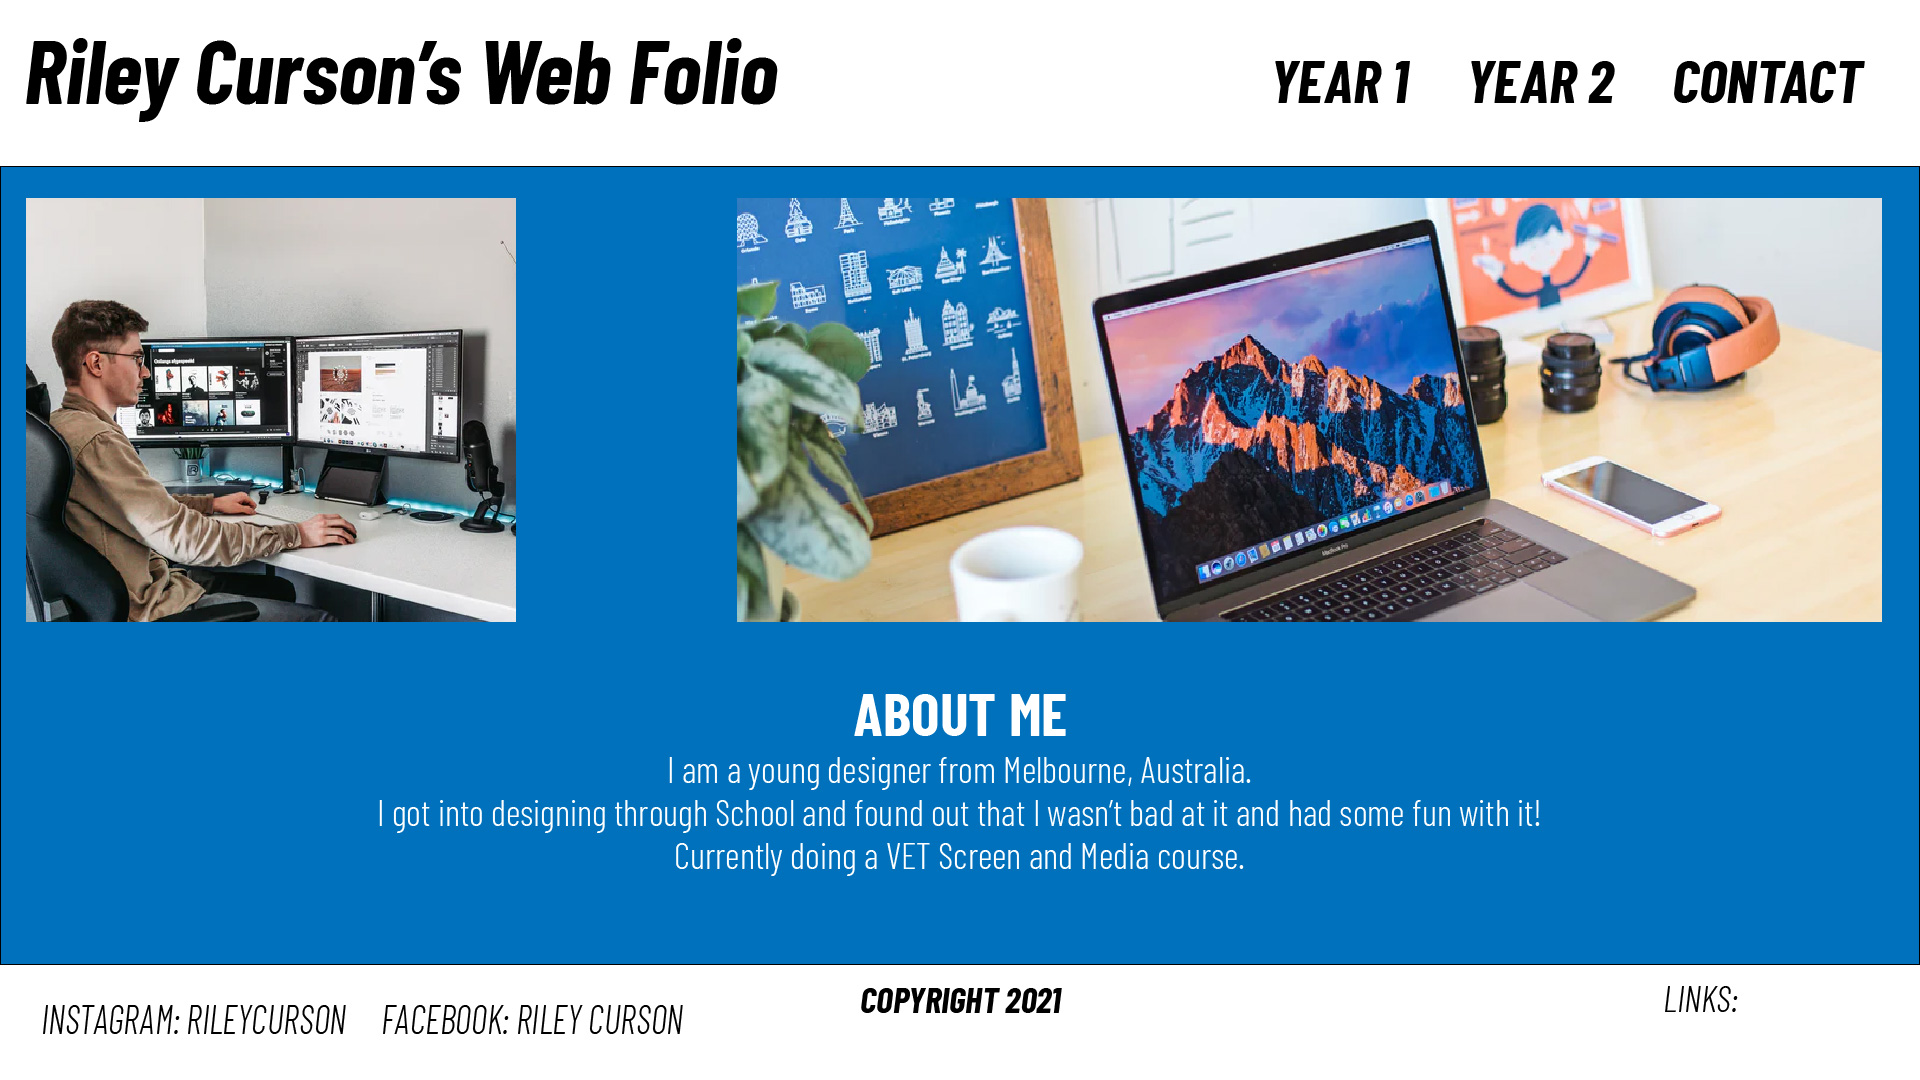 Riley Curson’s Web Folio
YEAR 1 YEAR 2 CONTACT
MacBook Pro
ABOUT ME
I am a young designer from Melbourne, Australia.
I got into designing through School and found out that I wasn’t bad at it and had some fun with it!
Currently doing a VET Screen and Media course.
INSTAGRAM: RILEYCURSON FACEBOOK: RILEY CURSON
COPYRIGHT 2021
LINKS: